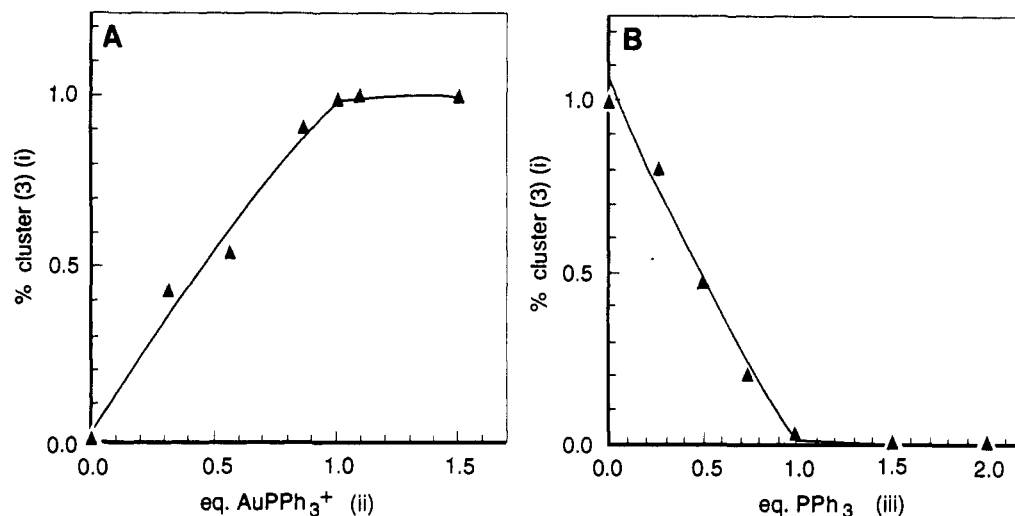 A
% cluster (3) (i)
1.0
0.5
0.0
0.0 0.5 1.0 1.5
eq. AuPPh₃⁺ (ii)
B
% cluster (3) (i)
1.0
0.5
0.0
0.0 0.5 1.0 1.5 2.0
eq. PPh₃ (iii)